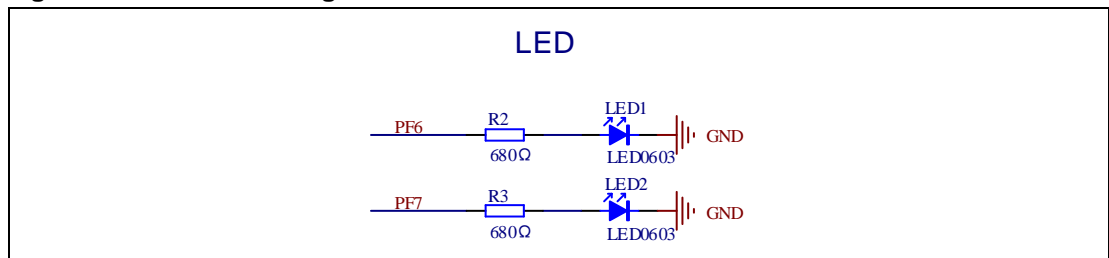 LED
PF6 R2 680Ω LED1 LED0603 GND
PF7 R3 680Ω LED2 LED0603 GND